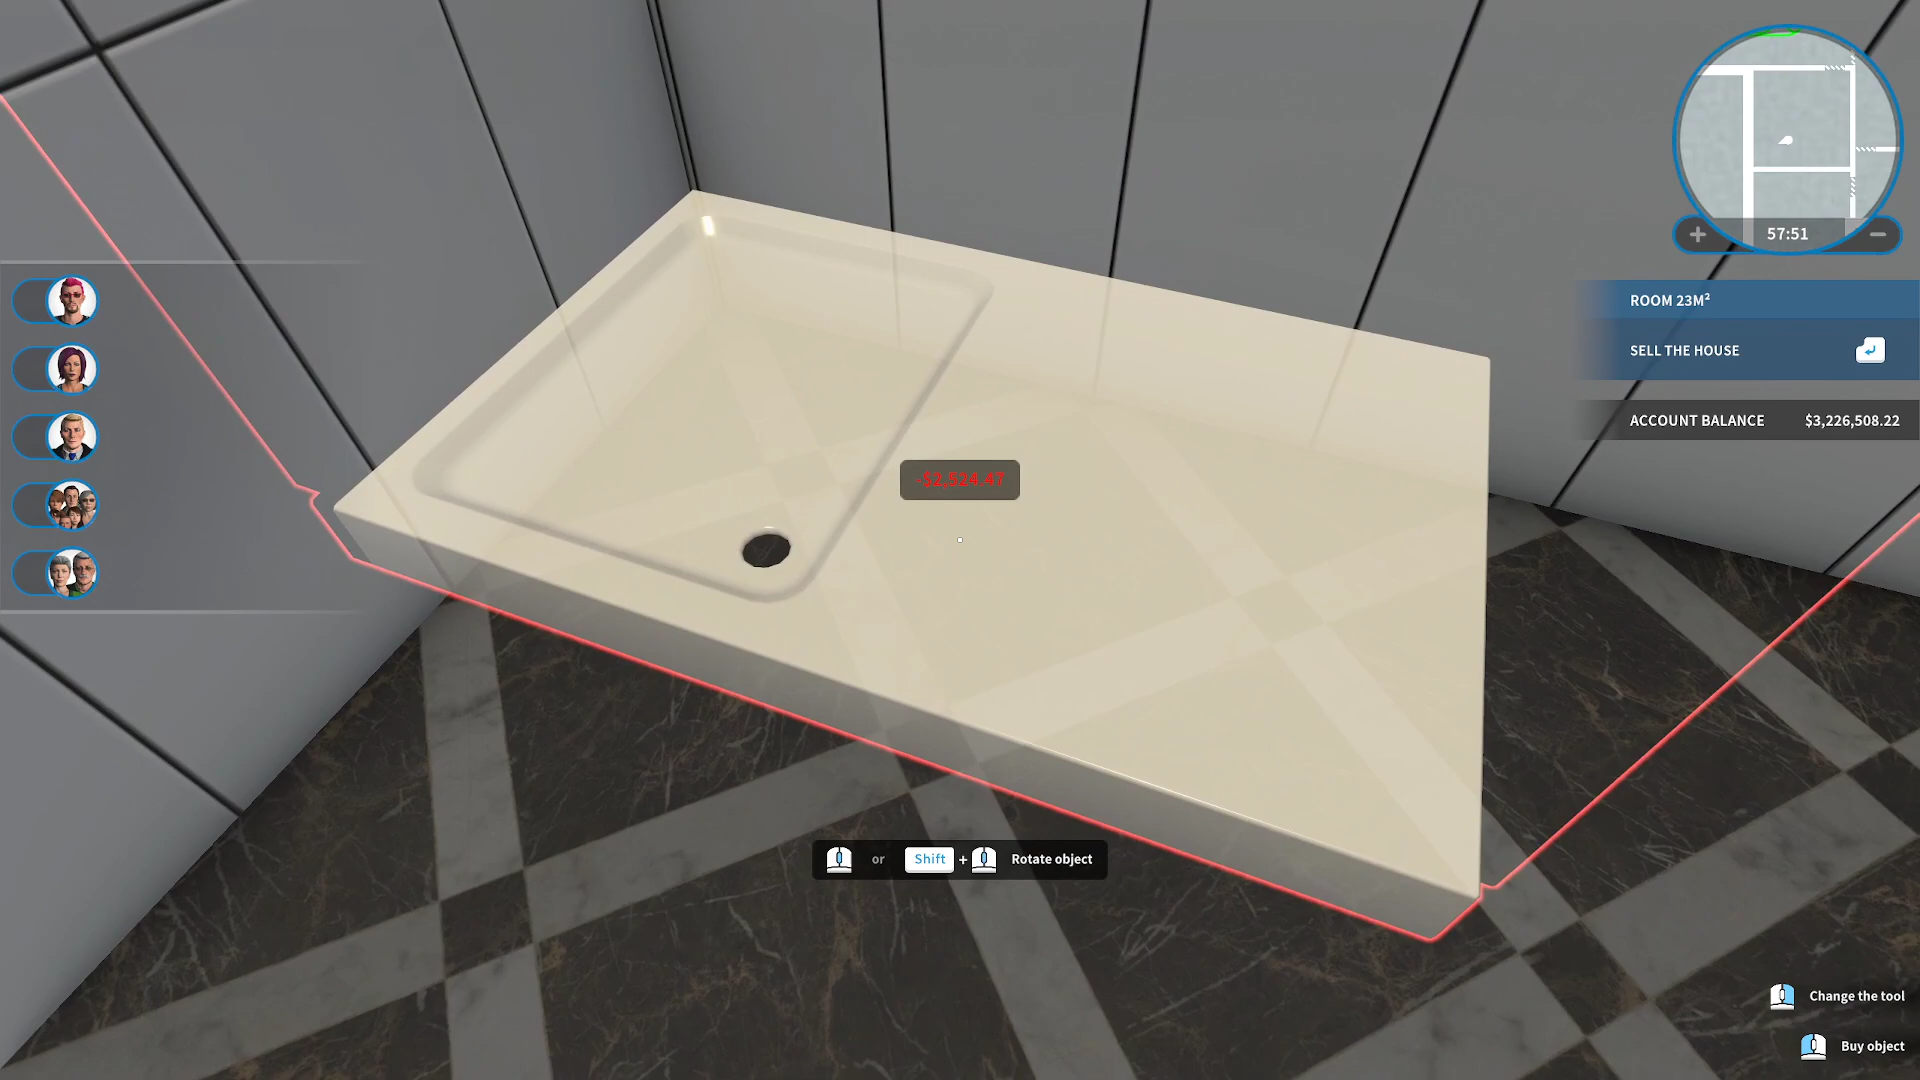 57:51
ROOM 23M²
SELL THE HOUSE
ACCOUNT BALANCE $3,226,508.22
-$2,524.47
or Shift + Rotate object
Change the tool
Buy object